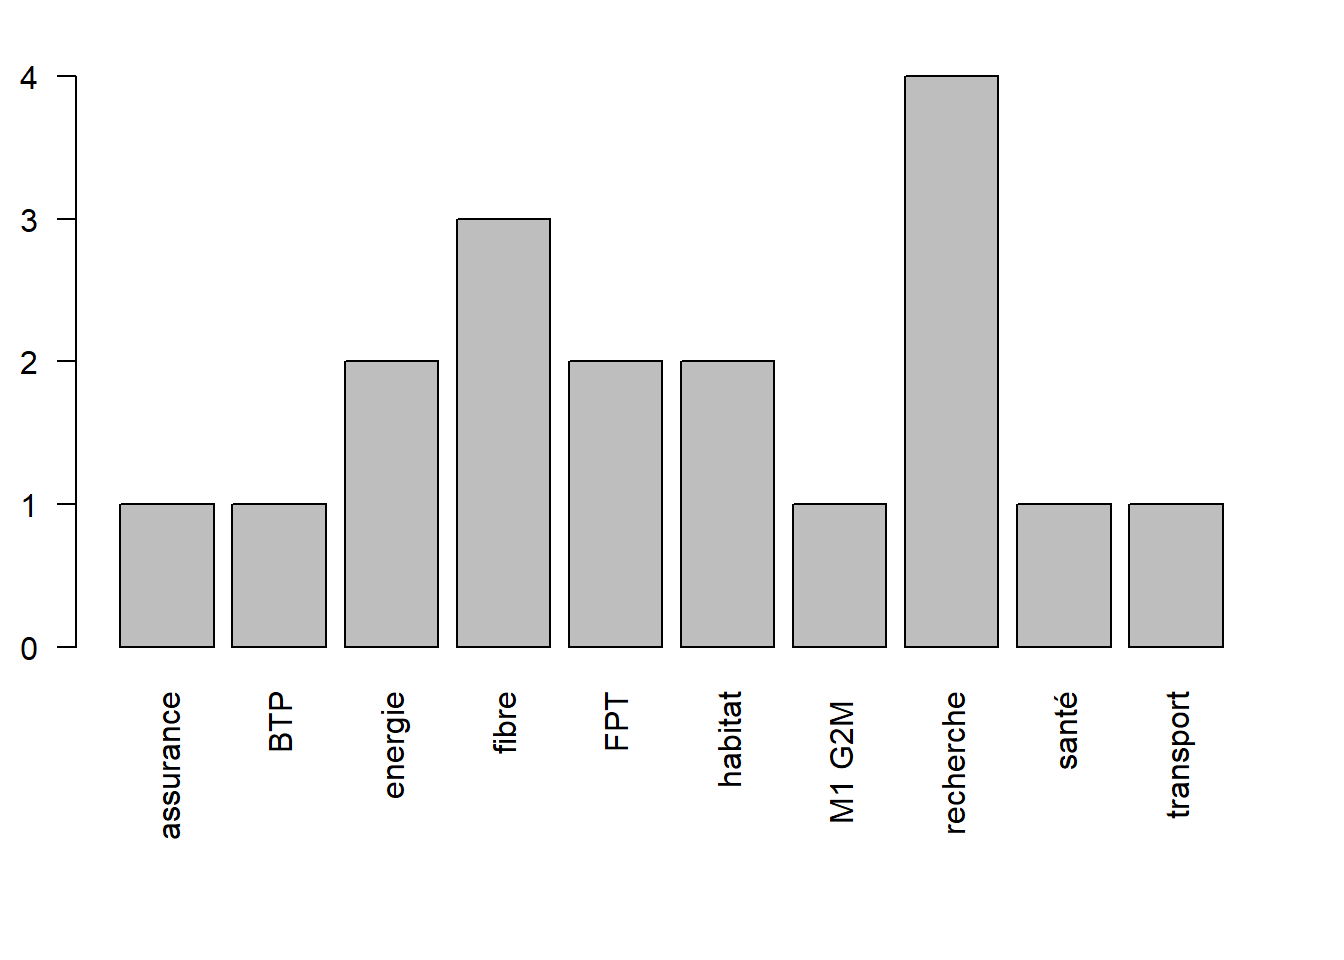 4
3
2
1
0
assurance
BTP
energie
fibre
FPT
habitat
M1 G2M
recherche
santé
transport